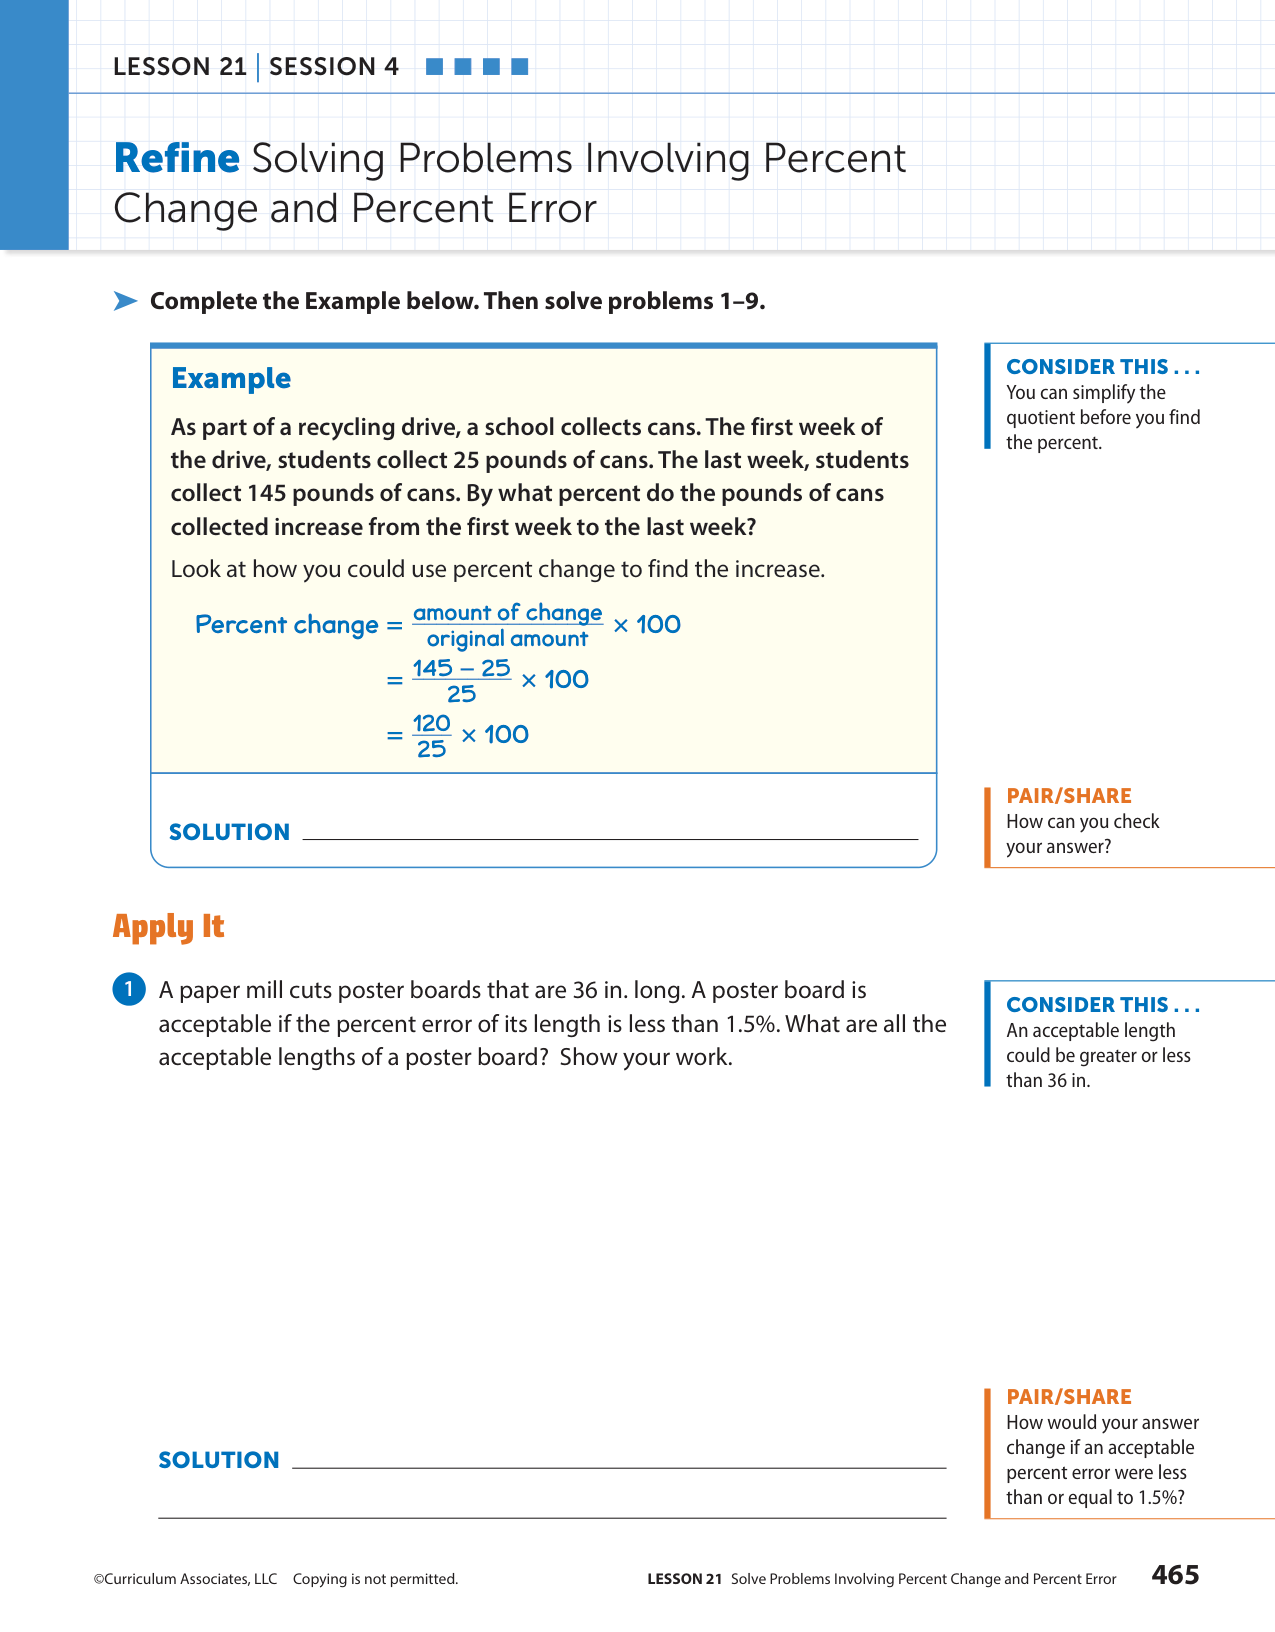 LESSON 21 | SESSION 4
Refine Solving Problems Involving Percent
Change and Percent Error
Complete the Example below. Then solve problems 1–9.
Example
As part of a recycling drive, a school collects cans. The first week of
the drive, students collect 25 pounds of cans. The last week, students
collect 145 pounds of cans. By what percent do the pounds of cans
collected increase from the first week to the last week?
Look at how you could use percent change to find the increase.
Percent change = amount of change / original amount × 100
= 145 – 25 / 25 × 100
= 120 / 25 × 100
SOLUTION
CONSIDER THIS . . .
You can simplify the
quotient before you find
the percent.
PAIR/SHARE
How can you check
your answer?
Apply It
1 A paper mill cuts poster boards that are 36 in. long. A poster board is
acceptable if the percent error of its length is less than 1.5%. What are all the
acceptable lengths of a poster board? Show your work.
SOLUTION
CONSIDER THIS . . .
An acceptable length
could be greater or less
than 36 in.
PAIR/SHARE
How would your answer
change if an acceptable
percent error were less
than or equal to 1.5%?
©Curriculum Associates, LLC Copying is not permitted.
LESSON 21 Solve Problems Involving Percent Change and Percent Error 465